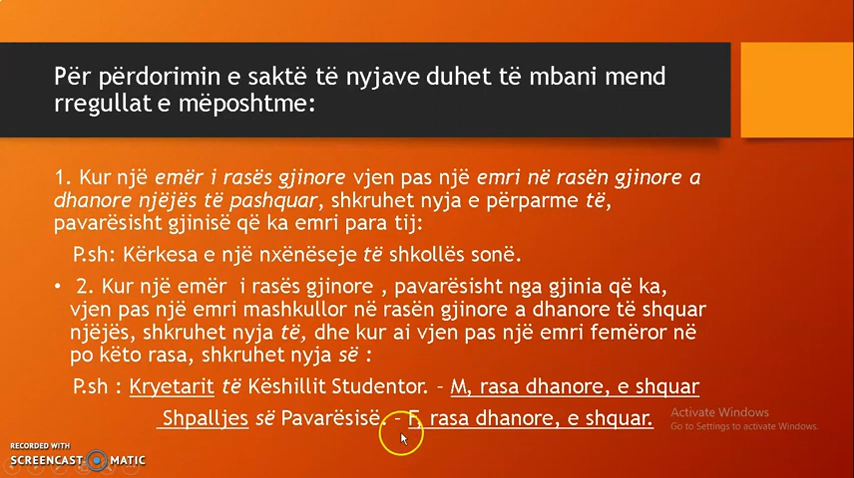 Për përdorimin e saktë të nyjave duhet të mbani mend
rregullat e mëposhtme:
1. Kur një emër i rasës gjinore vjen pas një emri në rasën gjinore a
dhanore njëjës të pashquar, shkruhet nyja e përparme të,
pavarësisht gjinisë që ka emri para tij:
P.sh: Kërkesa e një nxënëseje të shkollës sonë.
• 2. Kur një emër i rasës gjinore , pavarësisht nga gjinia që ka,
vjen pas një emri mashkullor në rasën gjinore a dhanore të shquar
njëjës, shkruhet nyja të, dhe kur ai vjen pas një emri femëror në
po këto rasa, shkruhet nyja së :
P.sh : Kryetarit të Këshillit Studentor. – M, rasa dhanore, e shquar
Shpalljes së Pavarësisë. – F, rasa dhanore, e shquar.
Activate Windows
Go to Settings to activate Windows.
RECORDED WITH
SCREENCAST MATIC